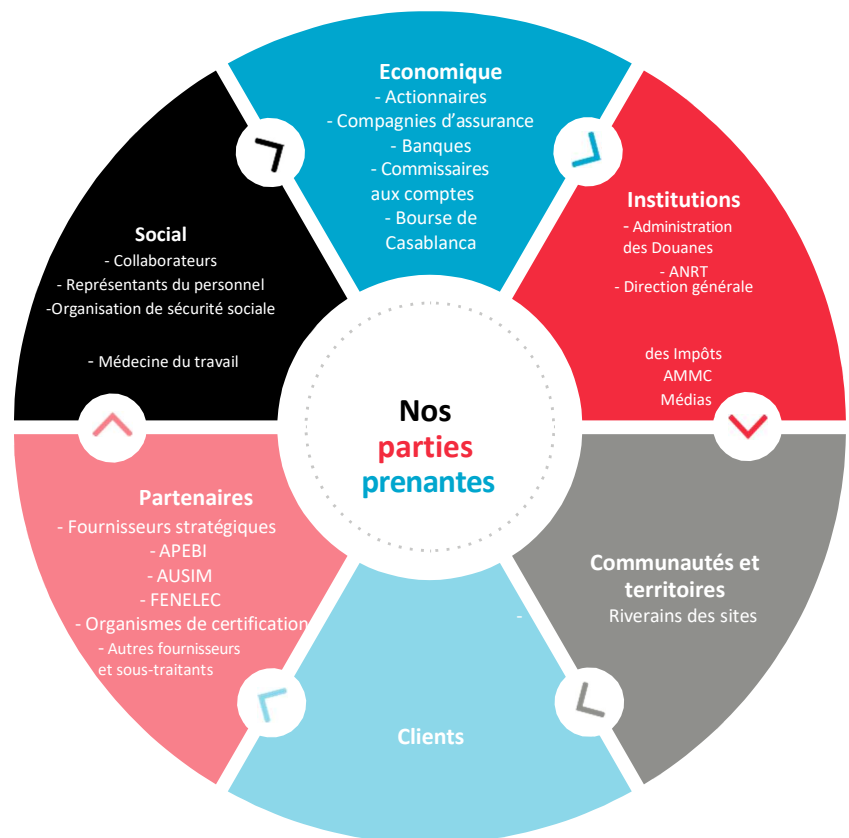 Economique
- Actionnaires
- Compagnies d’assurance
- Banques
- Commissaires
aux comptes
- Bourse de
Casablanca
Institutions
- Administration
des Douanes
- ANRT
- Direction générale
des Impôts
AMMC
Médias
Communautés et
territoires
Riverains des sites
-
Clients
Partenaires
- Fournisseurs stratégiques
- APEBI
- AUSIM
- FENELEC
- Organismes de certification
- Autres fournisseurs
et sous-traitants
Social
- Collaborateurs
- Représentants du personnel
-Organisation de sécurité sociale
- Médecine du travail
Nos
parties
prenantes